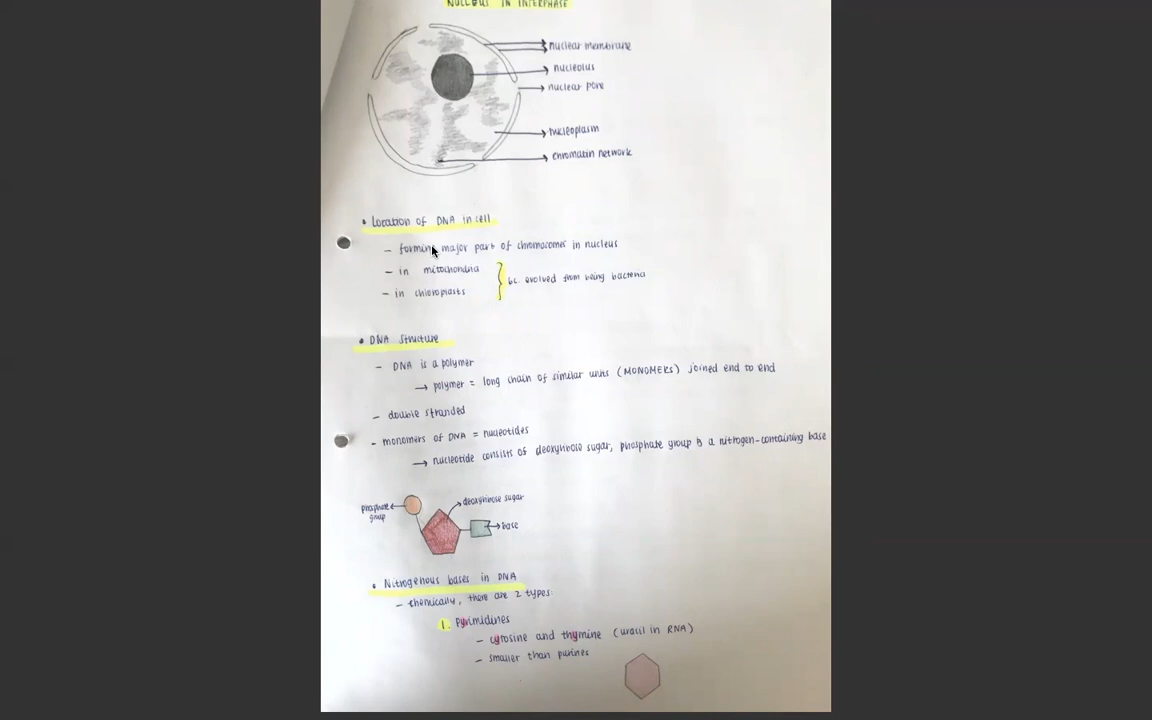 NUCLEUS IN INTERPHASE
nuclear membrane
nucleolus
nuclear pore
nucleoplasm
chromatin network
• Location of DNA in cell
- forming major part of chromosomes in nucleus
- in mitochondria
- in chloroplasts
bc. evolved from being bacteria
• DNA Structure
- DNA is a polymer
→ polymer = long chain of similar units (MONOMERS) joined end to end
- double stranded
- monomers of DNA = nucleotides
→ nucleotide consists of deoxyribose sugar, phosphate group & a nitrogen-containing base
phosphate group
deoxyribose sugar
base
• Nitrogenous bases in DNA
- chemically, there are 2 types:
1. Pyrimidines
- cytosine and thymine (uracil in RNA)
- smaller than purines